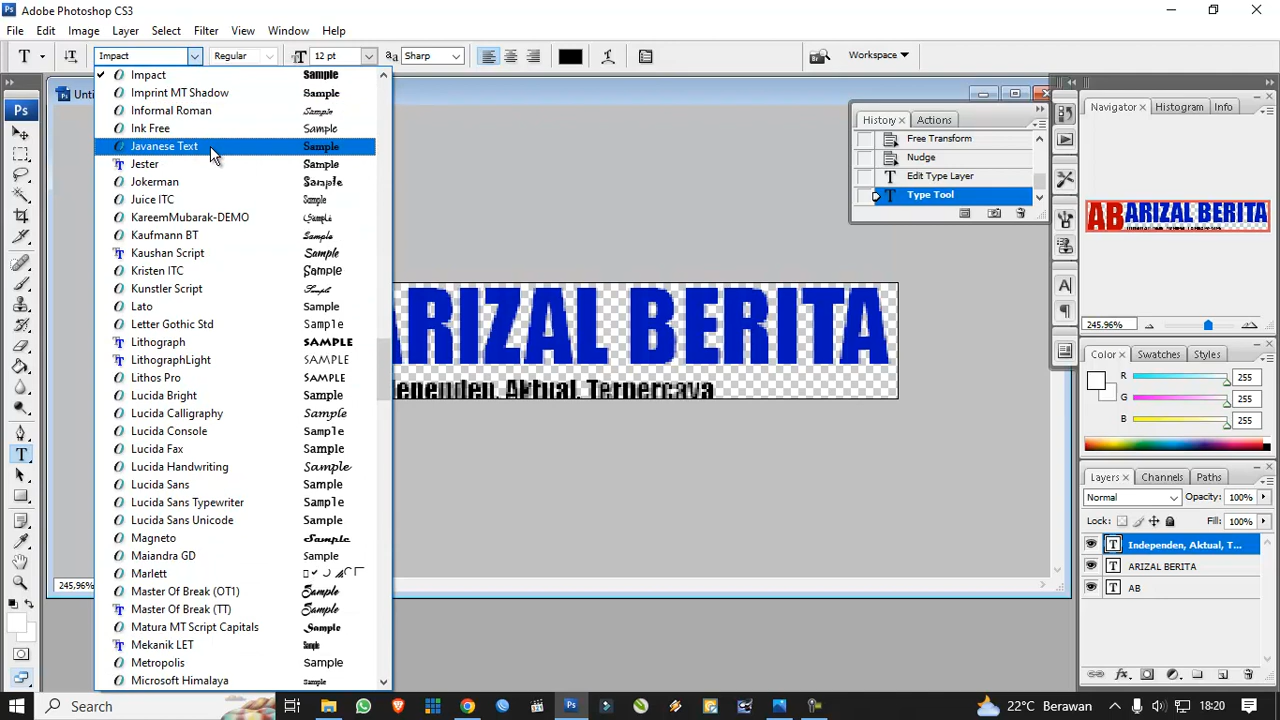 Adobe Photoshop CS3
File Edit Image Layer Select Filter View Window Help
Impact Regular 12 pt Sharp Workspace
Impact Sample
Imprint MT Shadow Sample
Informal Roman Sample
Ink Free Sample
Javanese Text Sample
Jester Sample
Jokerman Sample
Juice ITC Sample
KareemMubarak-DEMO Sample
Kaufmann BT Sample
Kaushan Script Sample
Kristen ITC Sample
Kunstler Script Sample
Lato Sample
Letter Gothic Std Sample
Lithograph SAMPLE
LithographLight SAMPLE
Lithos Pro SAMPLE
Lucida Bright Sample
Lucida Calligraphy Sample
Lucida Console Sample
Lucida Fax Sample
Lucida Handwriting Sample
Lucida Sans Sample
Lucida Sans Typewriter Sample
Lucida Sans Unicode Sample
Magneto Sample
Maiandra GD Sample
Marlett
Master Of Break (OT1) Sample
Master Of Break (TT) Sample
Matura MT Script Capitals Sample
Mekanik LET Sample
Metropolis Sample
Microsoft Himalaya Sample
Unti
ARIZAL BERITA
ependen, Aktual, Terpercaya
245,96%
History Actions
Free Transform
Nudge
Edit Type Layer
Type Tool
Navigator Histogram Info
AB ARIZAL BERITA
245.96%
Color Swatches Styles
R 255
G 255
B 255
Layers Channels Paths
Normal Opacity: 100%
Lock: Fill: 100%
Independen, Aktual, T...
ARIZAL BERITA
AB
Search
22°C Berawan 18:20